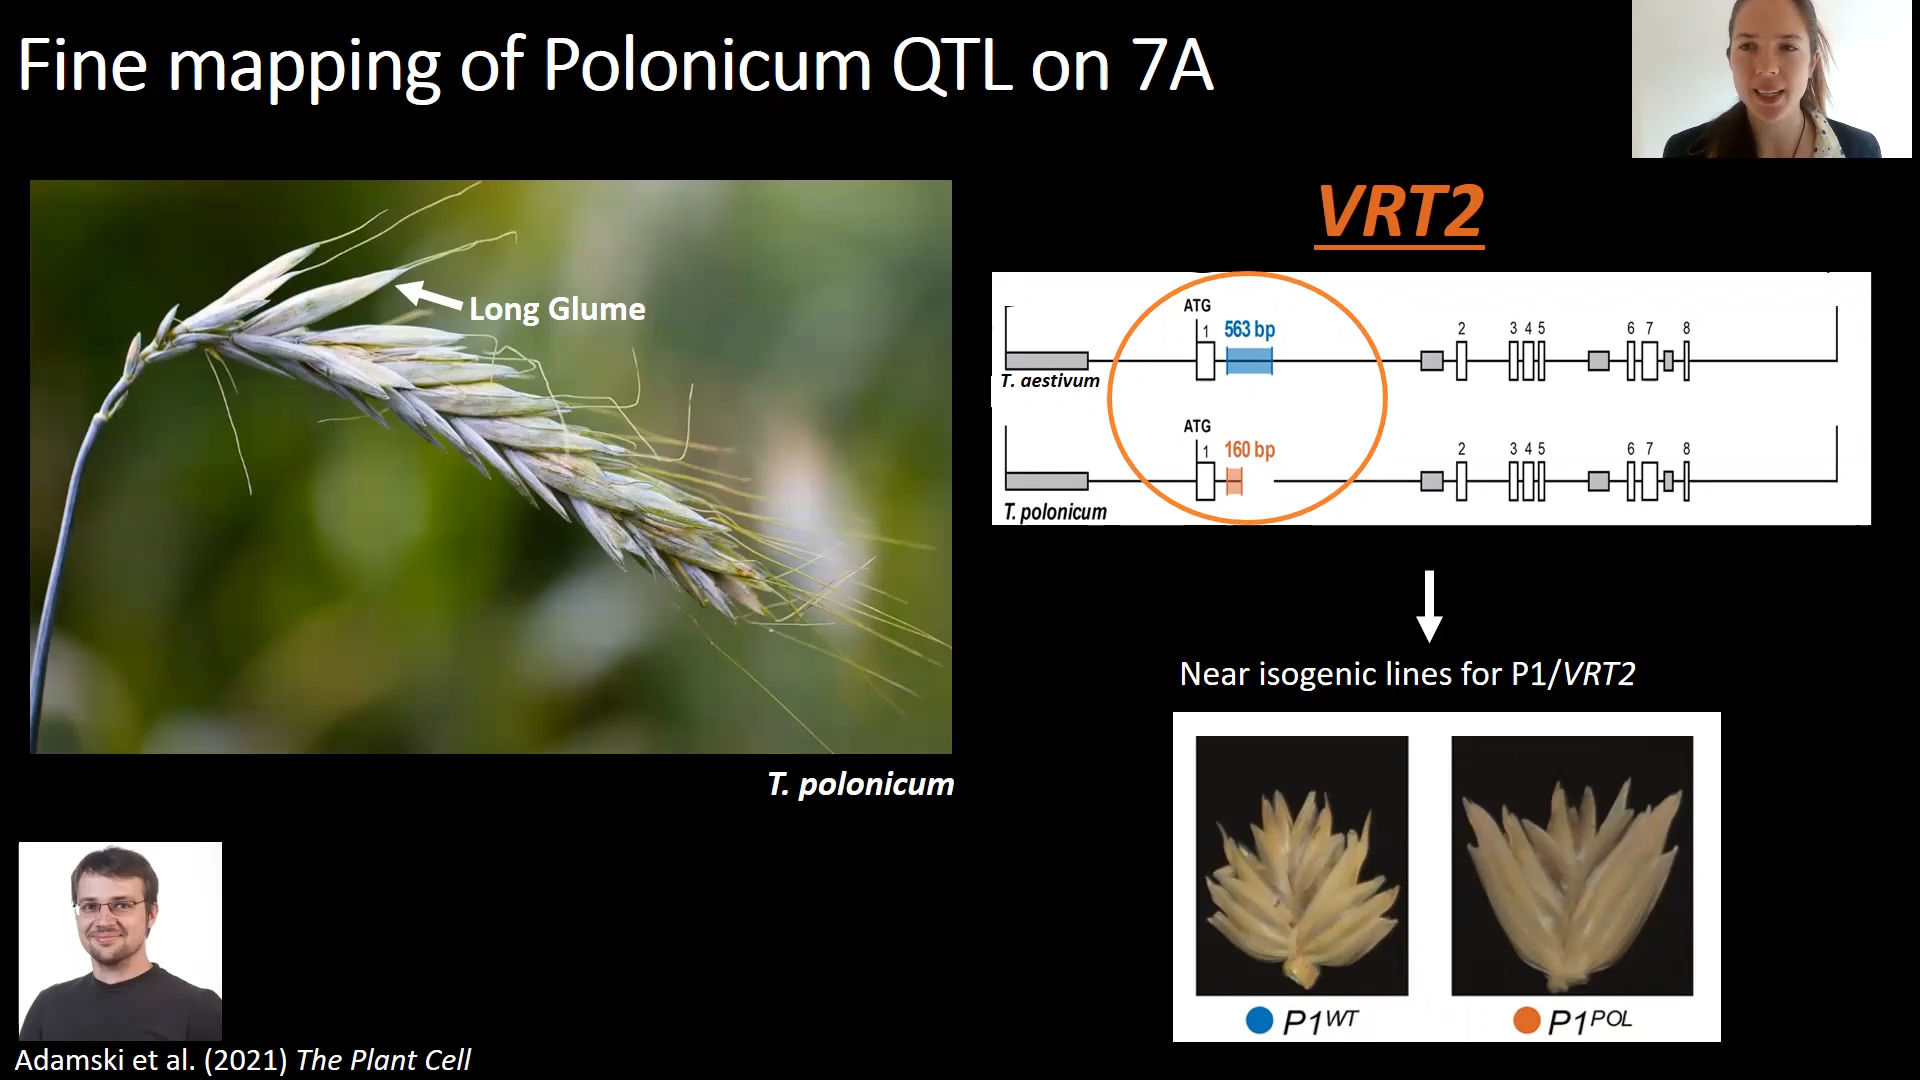 Fine mapping of Polonicum QTL on 7A
Long Glume
T. polonicum
VRT2
ATG
1
563 bp
2
3 4 5
6 7 8
T. aestivum
ATG
1
160 bp
2
3 4 5
6 7 8
T. polonicum
Near isogenic lines for P1/VRT2
P1WT
P1POL
Adamski et al. (2021) The Plant Cell